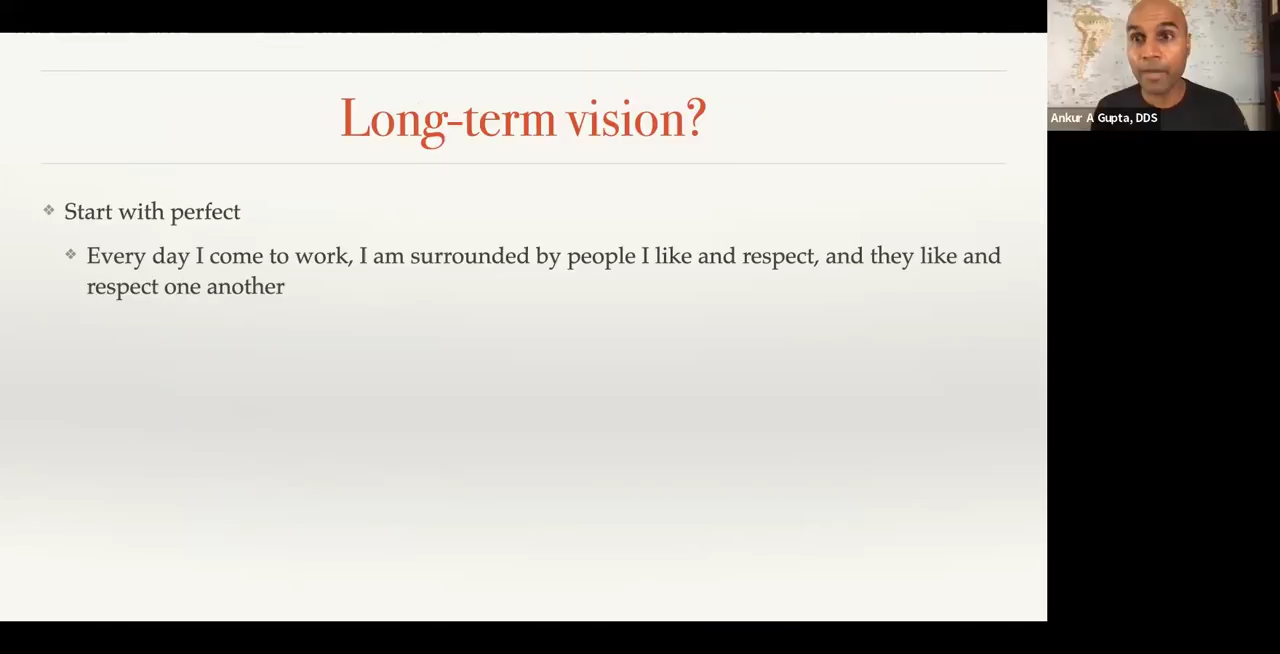 Long-term vision?
Start with perfect
Every day I come to work, I am surrounded by people I like and respect, and they like and
respect one another
Ankur A Gupta, DDS